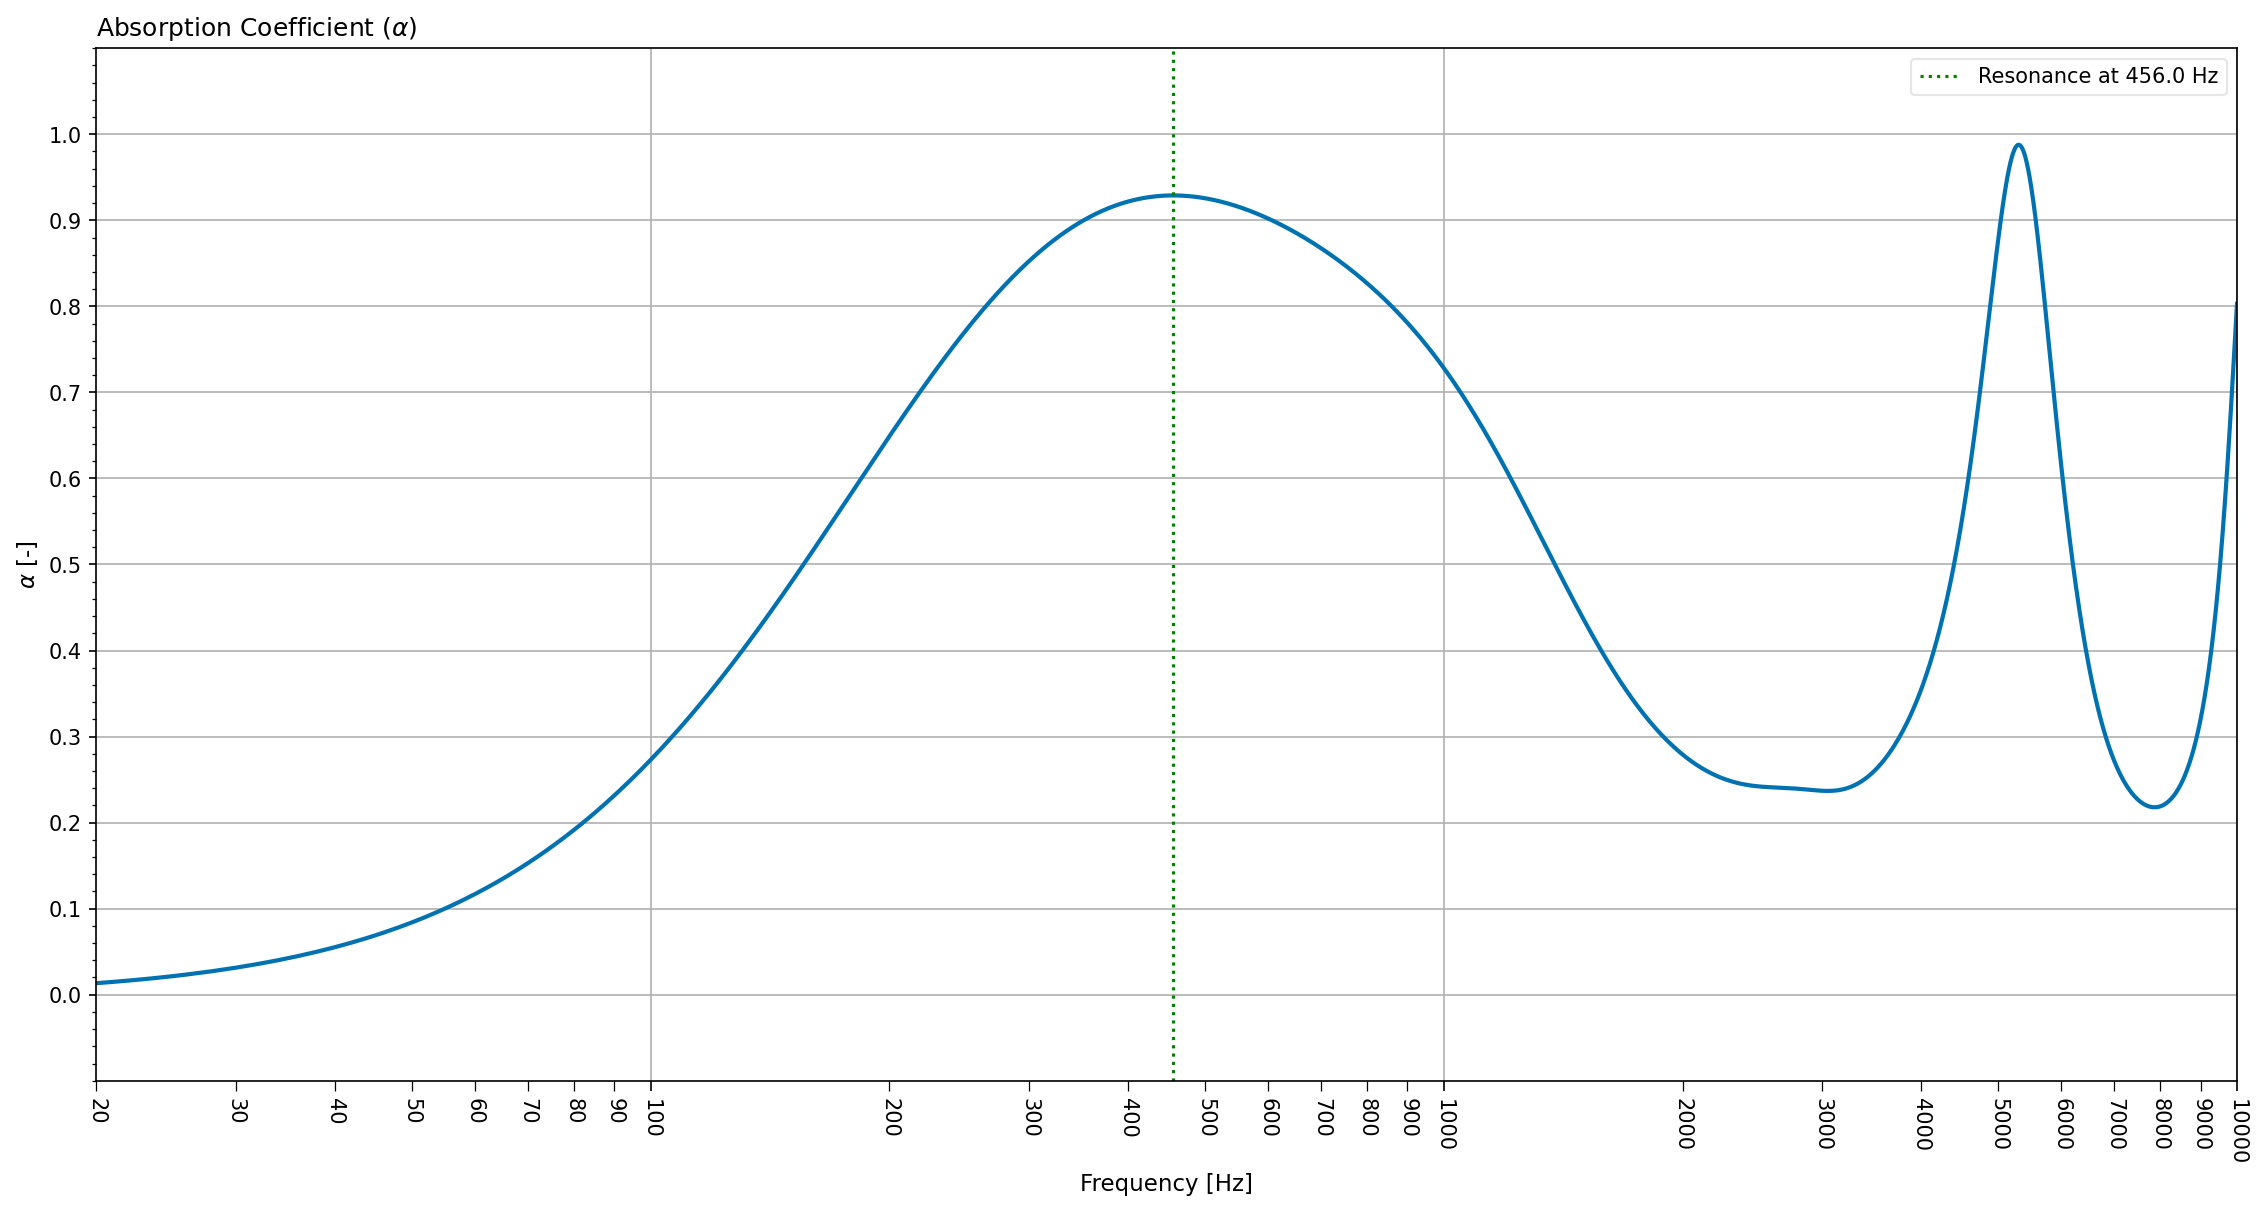 Absorption Coefficient (α)
Resonance at 456.0 Hz
1.0
0.9
0.8
0.7
0.6
0.5
0.4
0.3
0.2
0.1
0.0
α [-]
20 30 40 50 60 70 80 90 100 200 300 400 500 600 700 800 900 1000 2000 3000 4000 5000 6000 7000 8000 9000 10000
Frequency [Hz]